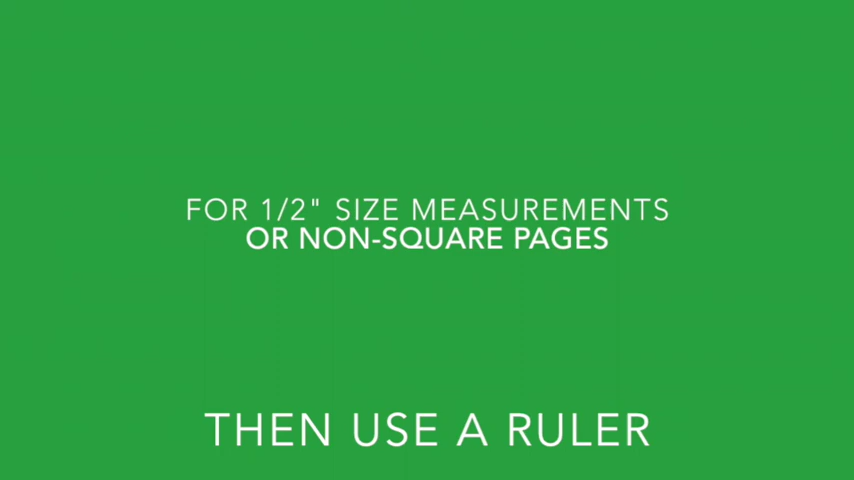 FOR 1/2" SIZE MEASUREMENTS
OR NON-SQUARE PAGES
THEN USE A RULER